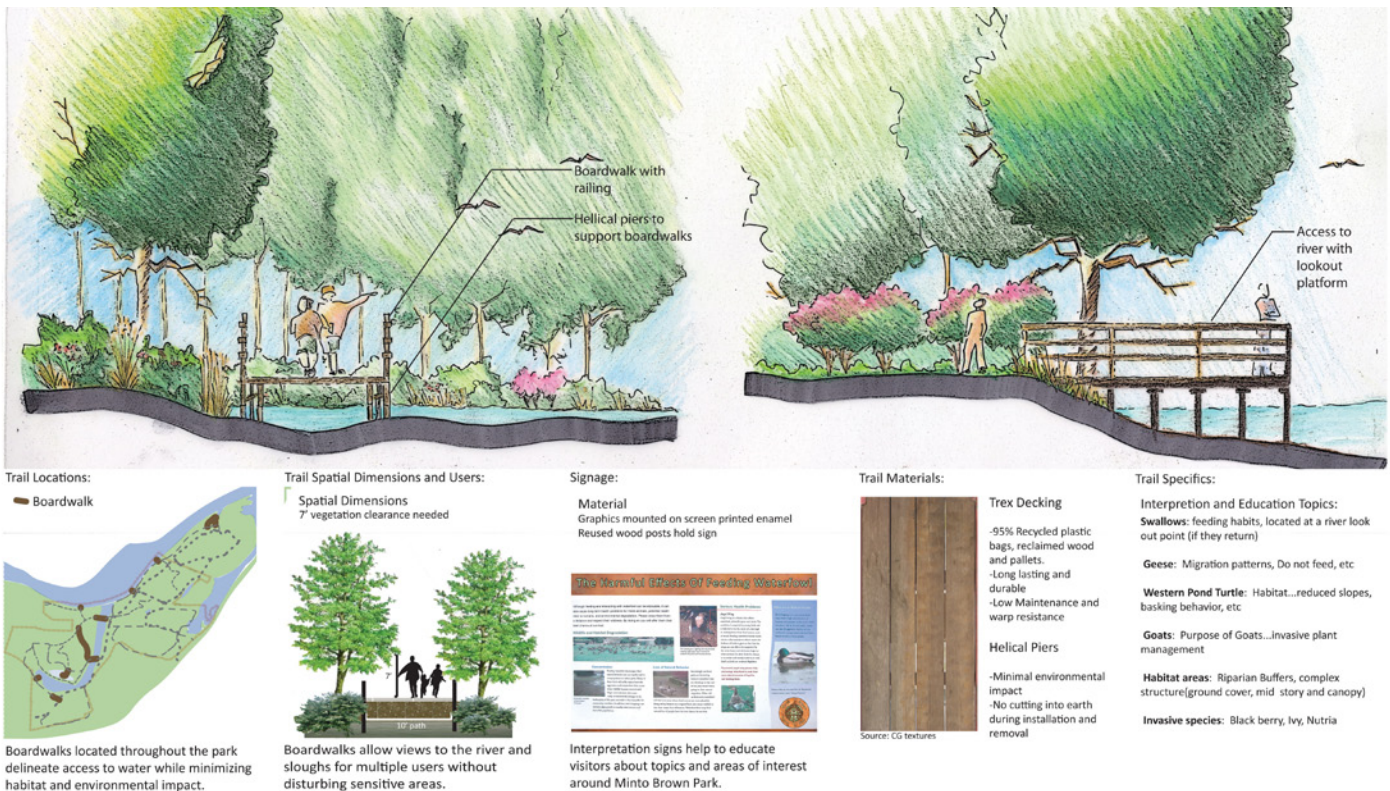 Boardwalk with
railing
Hellical piers to
support boardwalks
Access to
river with
lookout
platform
Trail Locations:
Boardwalk
Boardwalks located throughout the park
delineate access to water while minimizing
habitat and environmental impact.
Trail Spatial Dimensions and Users:
Spatial Dimensions
7' vegetation clearance needed
7'
10' path
Boardwalks allow views to the river and
sloughs for multiple users without
disturbing sensitive areas.
Signage:
Material
Graphics mounted on screen printed enamel
Reused wood posts hold sign
The Harmful Effects Of Feeding Waterfowl
Interpretation signs help to educate
visitors about topics and areas of interest
around Minto Brown Park.
Trail Materials:
Source: CG textures
Trex Decking
-95% Recycled plastic
bags, reclaimed wood
and pallets.
-Long lasting and
durable
-Low Maintenance and
warp resistance
Helical Piers
-Minimal environmental
impact
-No cutting into earth
during installation and
removal
Trail Specifics:
Interpretation and Education Topics:
Swallows: feeding habits, located at a river look
out point (if they return)
Geese: Migration patterns, Do not feed, etc
Western Pond Turtle: Habitat...reduced slopes,
basking behavior, etc
Goats: Purpose of Goats...invasive plant
management
Habitat areas: Riparian Buffers, complex
structure(ground cover, mid story and canopy)
Invasive species: Black berry, Ivy, Nutria